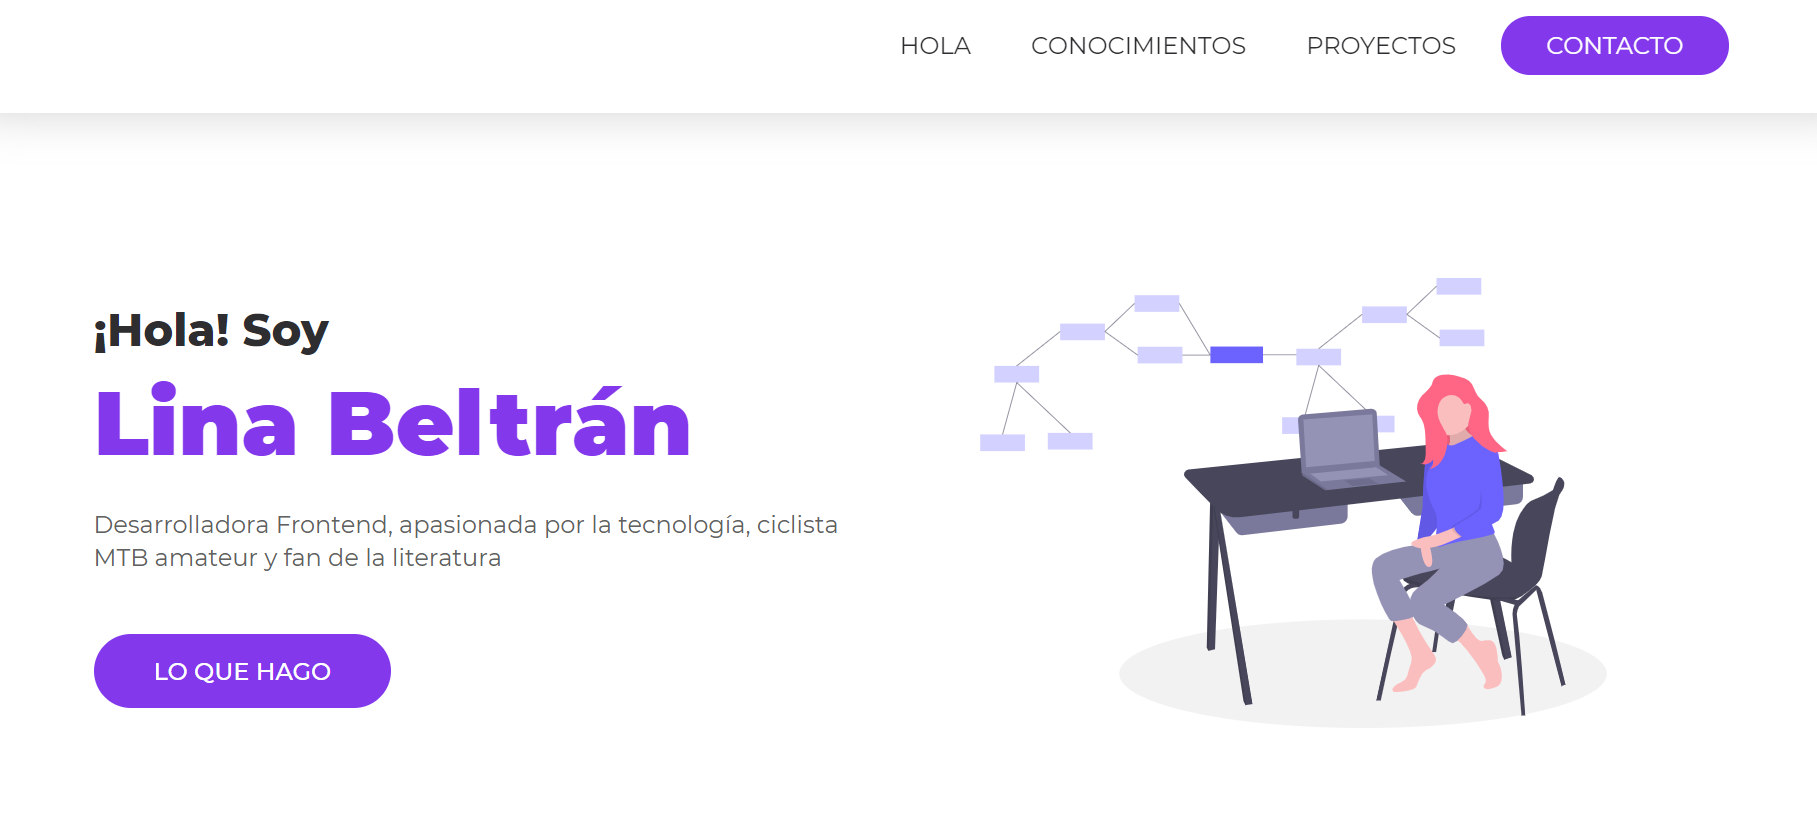 HOLA CONOCIMIENTOS PROYECTOS CONTACTO
¡Hola! Soy
Lina Beltrán
Desarrolladora Frontend, apasionada por la tecnología, ciclista
MTB amateur y fan de la literatura
LO QUE HAGO